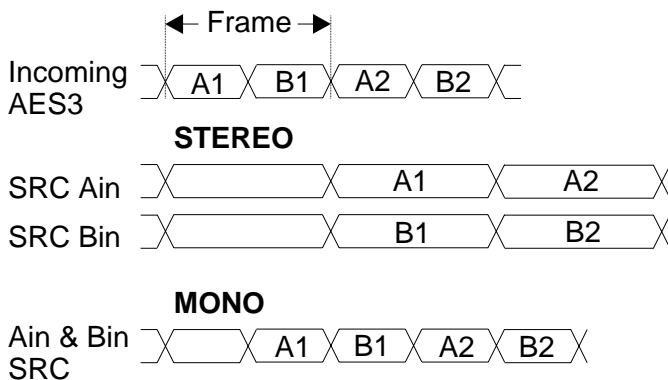 Frame
Incoming
AES3
A1 B1 A2 B2
STEREO
SRC Ain
A1 A2
SRC Bin
B1 B2
MONO
Ain & Bin
SRC
A1 B1 A2 B2